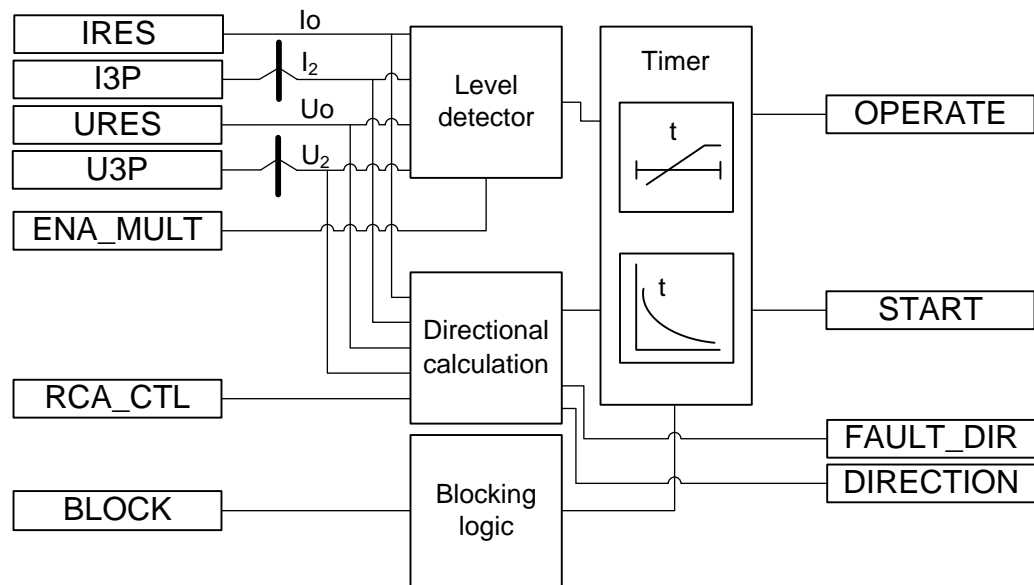 IRES
Io
I3P
I2
URES
Uo
U3P
U2
ENA_MULT
RCA_CTL
BLOCK
Level
detector
Directional
calculation
Blocking
logic
Timer
t
t
OPERATE
START
FAULT_DIR
DIRECTION